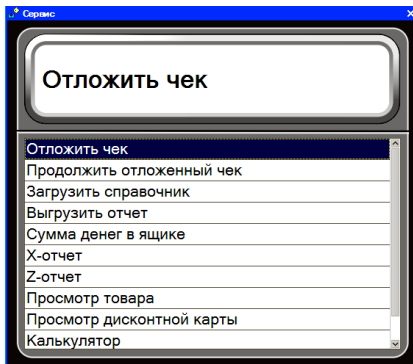 Сервис
Отложить чек
Отложить чек
Продолжить отложенный чек
Загрузить справочник
Выгрузить отчет
Сумма денег в ящике
X-отчет
Z-отчет
Просмотр товара
Просмотр дисконтной карты
Калькулятор